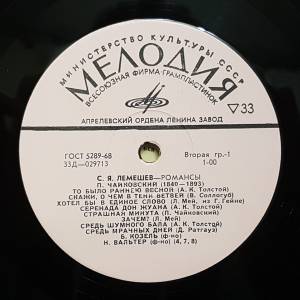 МИНИСТЕРСТВО КУЛЬТУРЫ СССР
МЕЛОДИЯ
ВСЕСОЮЗНАЯ ФИРМА ГРАМПЛАСТИНОК
▽33
АПРЕЛЕВСКИЙ ОРДЕНА ЛЕНИНА ЗАВОД
ГОСТ 5289-68
Вторая гр.-1
33Д—029713
1-00
С. Я. ЛЕМЕШЕВ—РОМАНСЫ
П. ЧАЙКОВСКИЙ (1840—1893)
ТО БЫЛО РАННЕЮ ВЕСНОЙ (А. К. Толстой)
СКАЖИ, О ЧЕМ В ТЕНИ ВЕТВЕЙ (В. Соллогуб)
ХОТЕЛ БЫ В ЕДИНОЕ СЛОВО (Л. Мей, из Г. Гейне)
СЕРЕНАДА ДОН ЖУАНА (А. К. Толстой)
СТРАШНАЯ МИНУТА (П. Чайковский)
ЗАЧЕМ? (Л. Мей)
СРЕДЬ ШУМНОГО БАЛА (А. К. Толстой)
СРЕДЬ МРАЧНЫХ ДНЕЙ (Д. Ратгауз)
Б. КОЗЕЛЬ (ф-но)
Н. ВАЛЬТЕР (4, 7, 8)